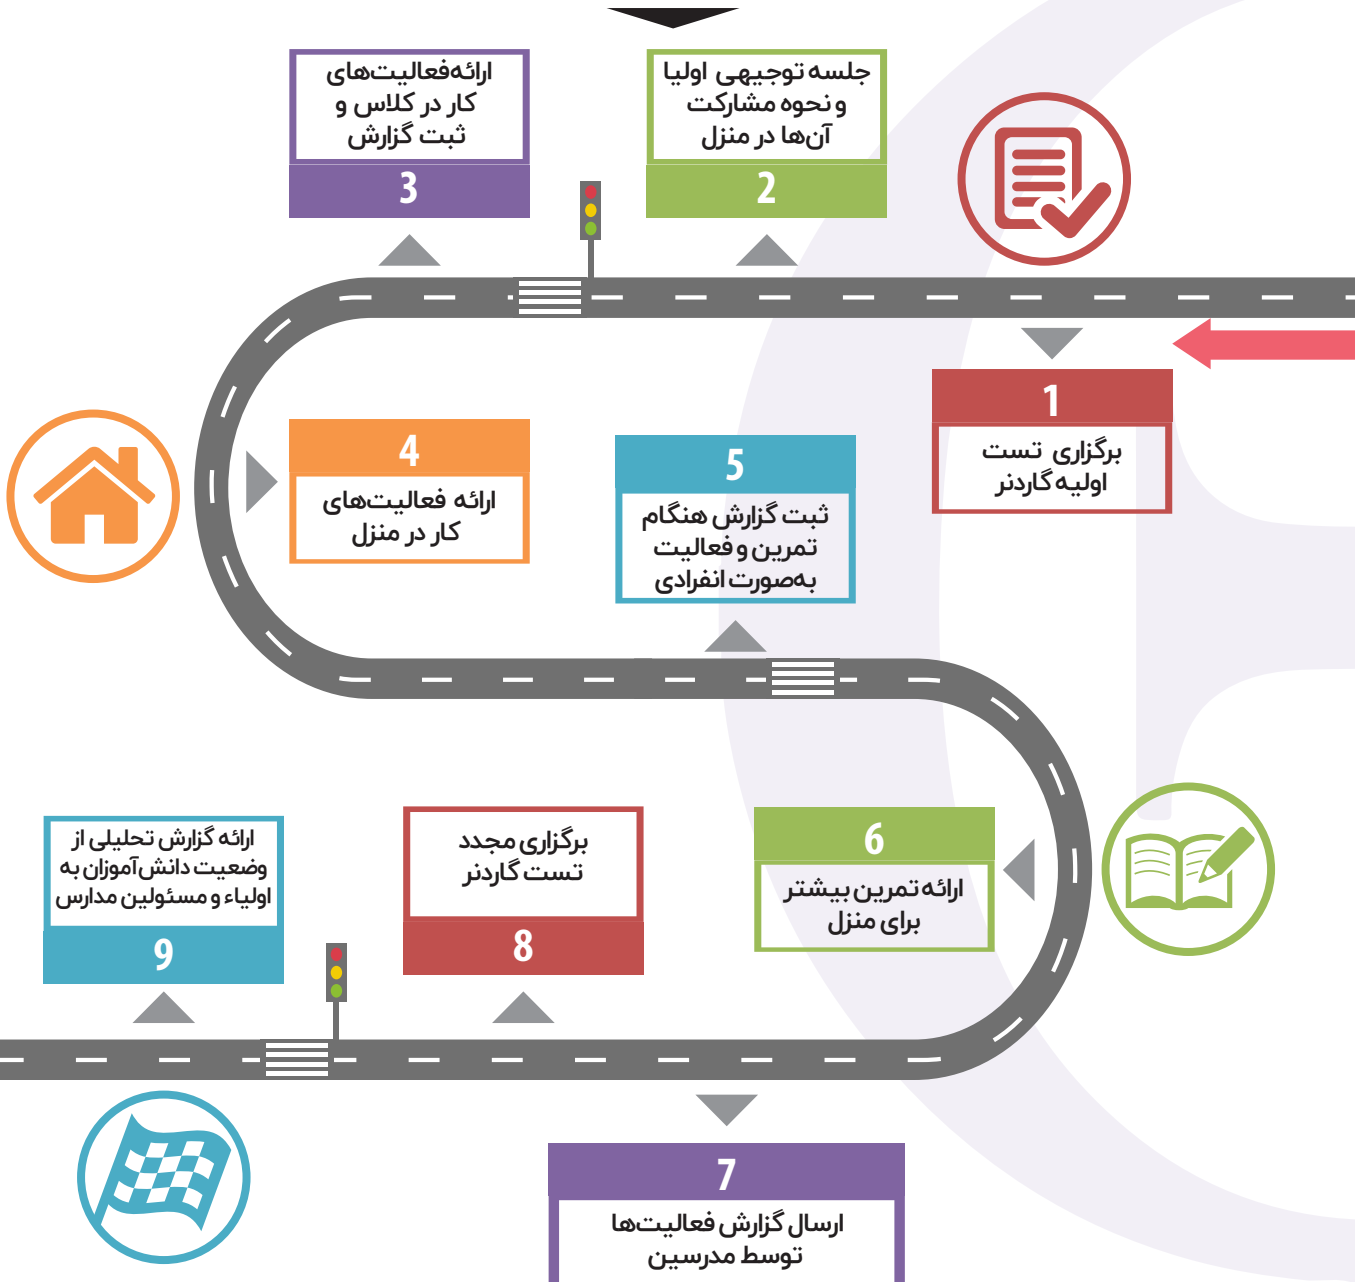 1
برگزاری تست
اولیه گاردنر
جلسه توجیهی اولیا
و نحوه مشارکت
آن‌ها در منزل
2
ارائه‌فعالیت‌های
کار در کلاس و
ثبت گزارش
3
4
ارائه فعالیت‌های
کار در منزل
5
ثبت گزارش هنگام
تمرین و فعالیت
به‌صورت انفرادی
6
ارائه تمرین بیشتر
برای منزل
7
ارسال گزارش فعالیت‌ها
توسط مدرسین
برگزاری مجدد
تست گاردنر
8
ارائه گزارش تحلیلی از
وضعیت دانش‌آموزان به
اولیاء و مسئولین مدارس
9